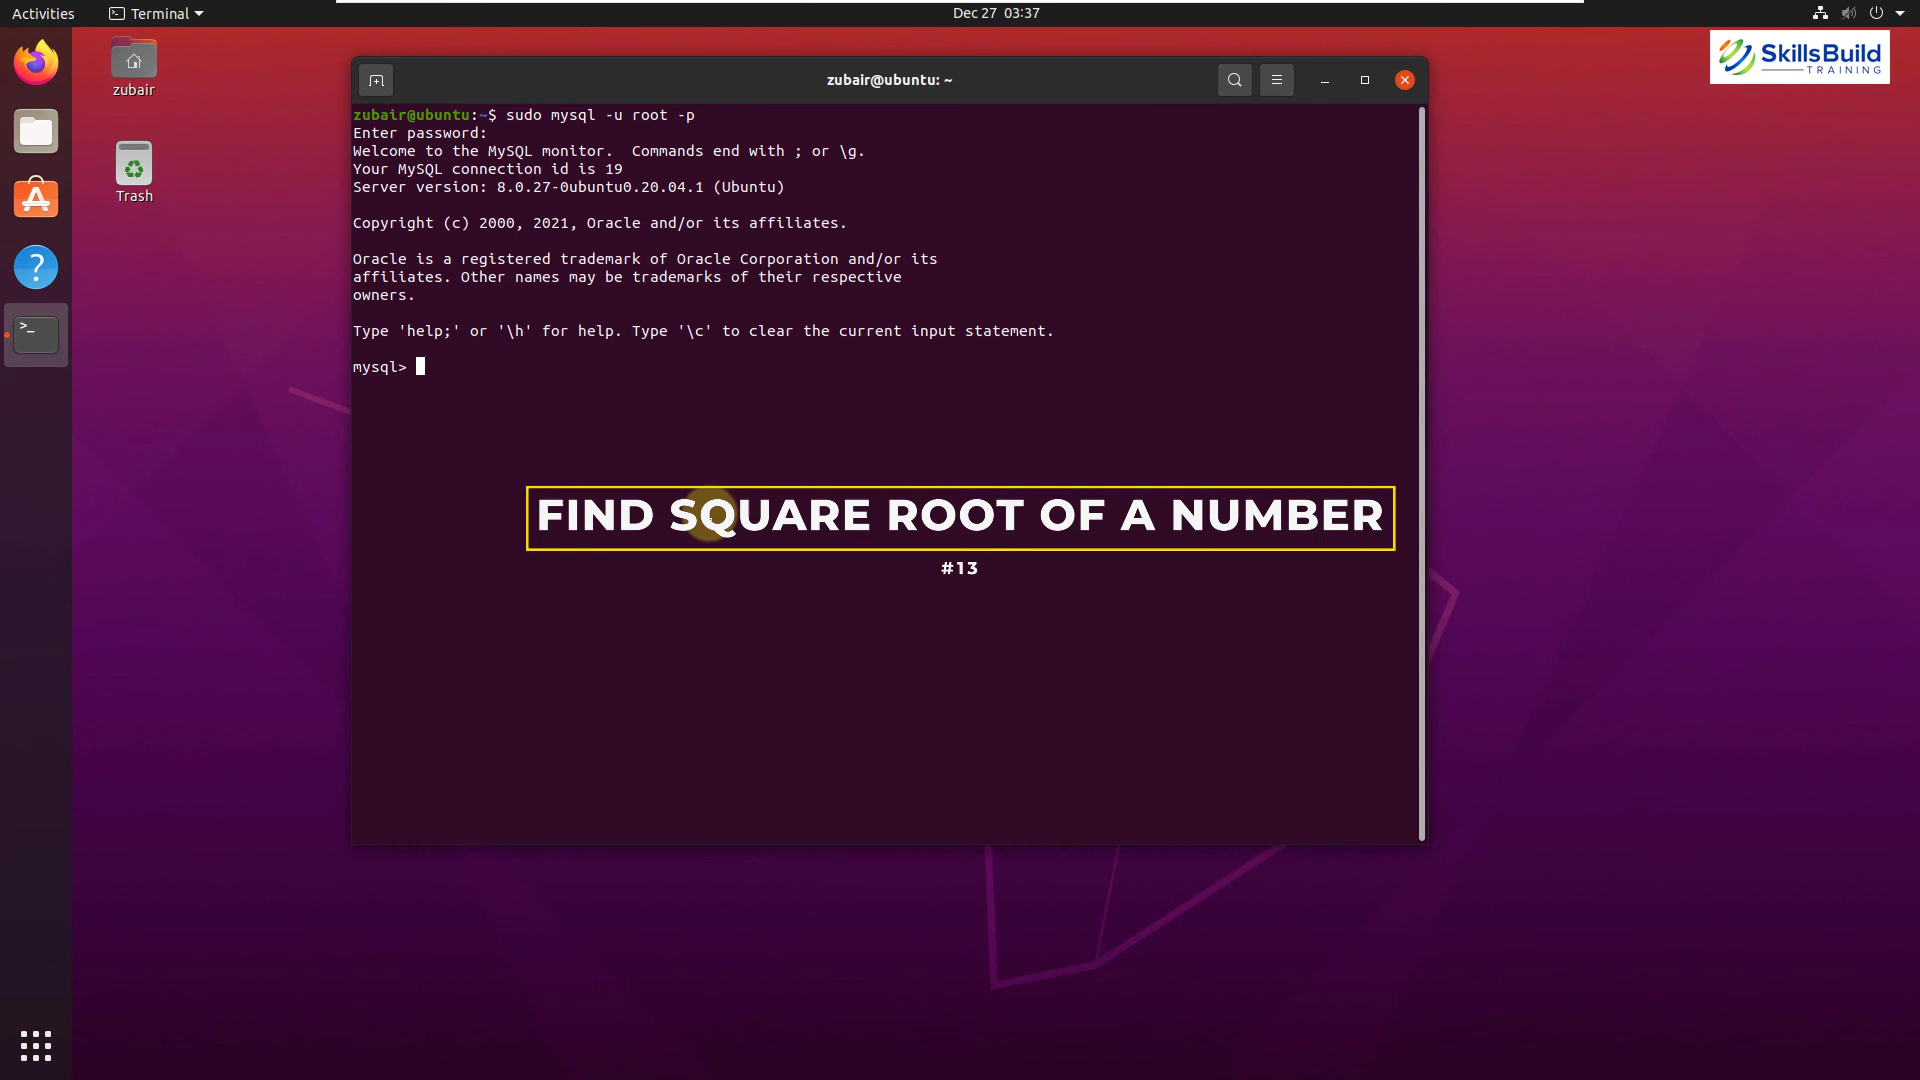 Activities
Terminal
Dec 27 03:37
SkillsBuild
TRAINING
zubair
Trash
zubair@ubuntu: ~
zubair@ubuntu:~$ sudo mysql -u root -p
Enter password:
Welcome to the MySQL monitor.  Commands end with ; or \g.
Your MySQL connection id is 19
Server version: 8.0.27-0ubuntu0.20.04.1 (Ubuntu)
Copyright (c) 2000, 2021, Oracle and/or its affiliates.
Oracle is a registered trademark of Oracle Corporation and/or its
affiliates. Other names may be trademarks of their respective
owners.
Type 'help;' or '\h' for help. Type '\c' to clear the current input statement.
mysql>
FIND SQUARE ROOT OF A NUMBER
#13